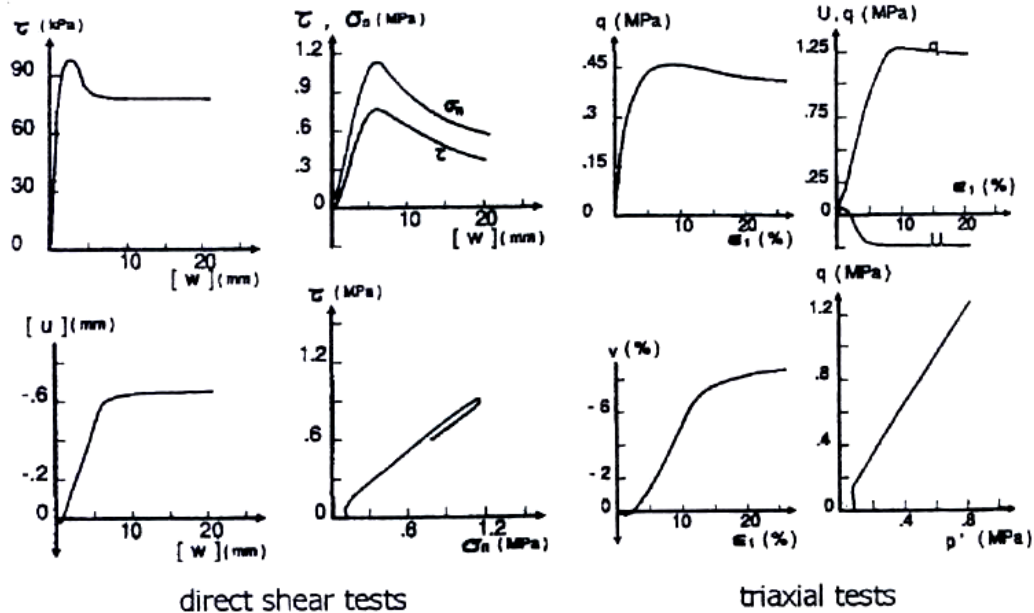 τ (kPa)
90
60
30
0
10
20
[ W ] (mm)
τ , σn (MPa)
1.2
.9
.6
.3
0
σn
τ
10
20
[ W ] (mm)
q (MPa)
.45
.3
.15
0
10
20
ε1 (%)
U, q (MPa)
1.25
.75
.25
0
q
ε1 (%)
10
20
U
[ U ] (mm)
-.6
-.2
0
10
20
[ W ] (mm)
τ (MPa)
1.2
.6
0
.6
1.2
σn (MPa)
v (%)
-6
-2
0
10
20
ε1 (%)
q (MPa)
1.2
.8
.4
0
.4
.8
p' (MPa)
direct shear tests
triaxial tests